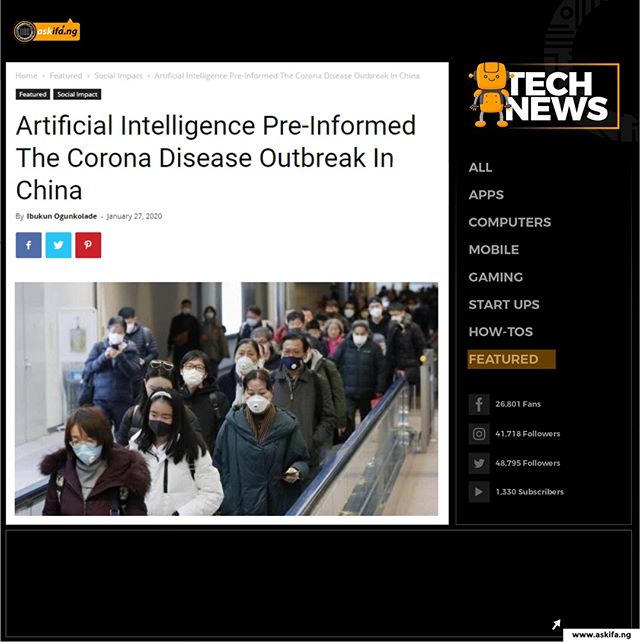 askifa.ng
Home › Featured › Social Impact › Artificial Intelligence Pre-Informed The Corona Disease Outbreak In China
Featured Social Impact
Artificial Intelligence Pre-Informed
The Corona Disease Outbreak In
China
By Ibukun Ogunkolade - January 27, 2020
TECH
NEWS
ALL
APPS
COMPUTERS
MOBILE
GAMING
START UPS
HOW-TOS
FEATURED
26,801 Fans
41,718 Followers
48,795 Followers
1,330 Subscribers
www.askifa.ng